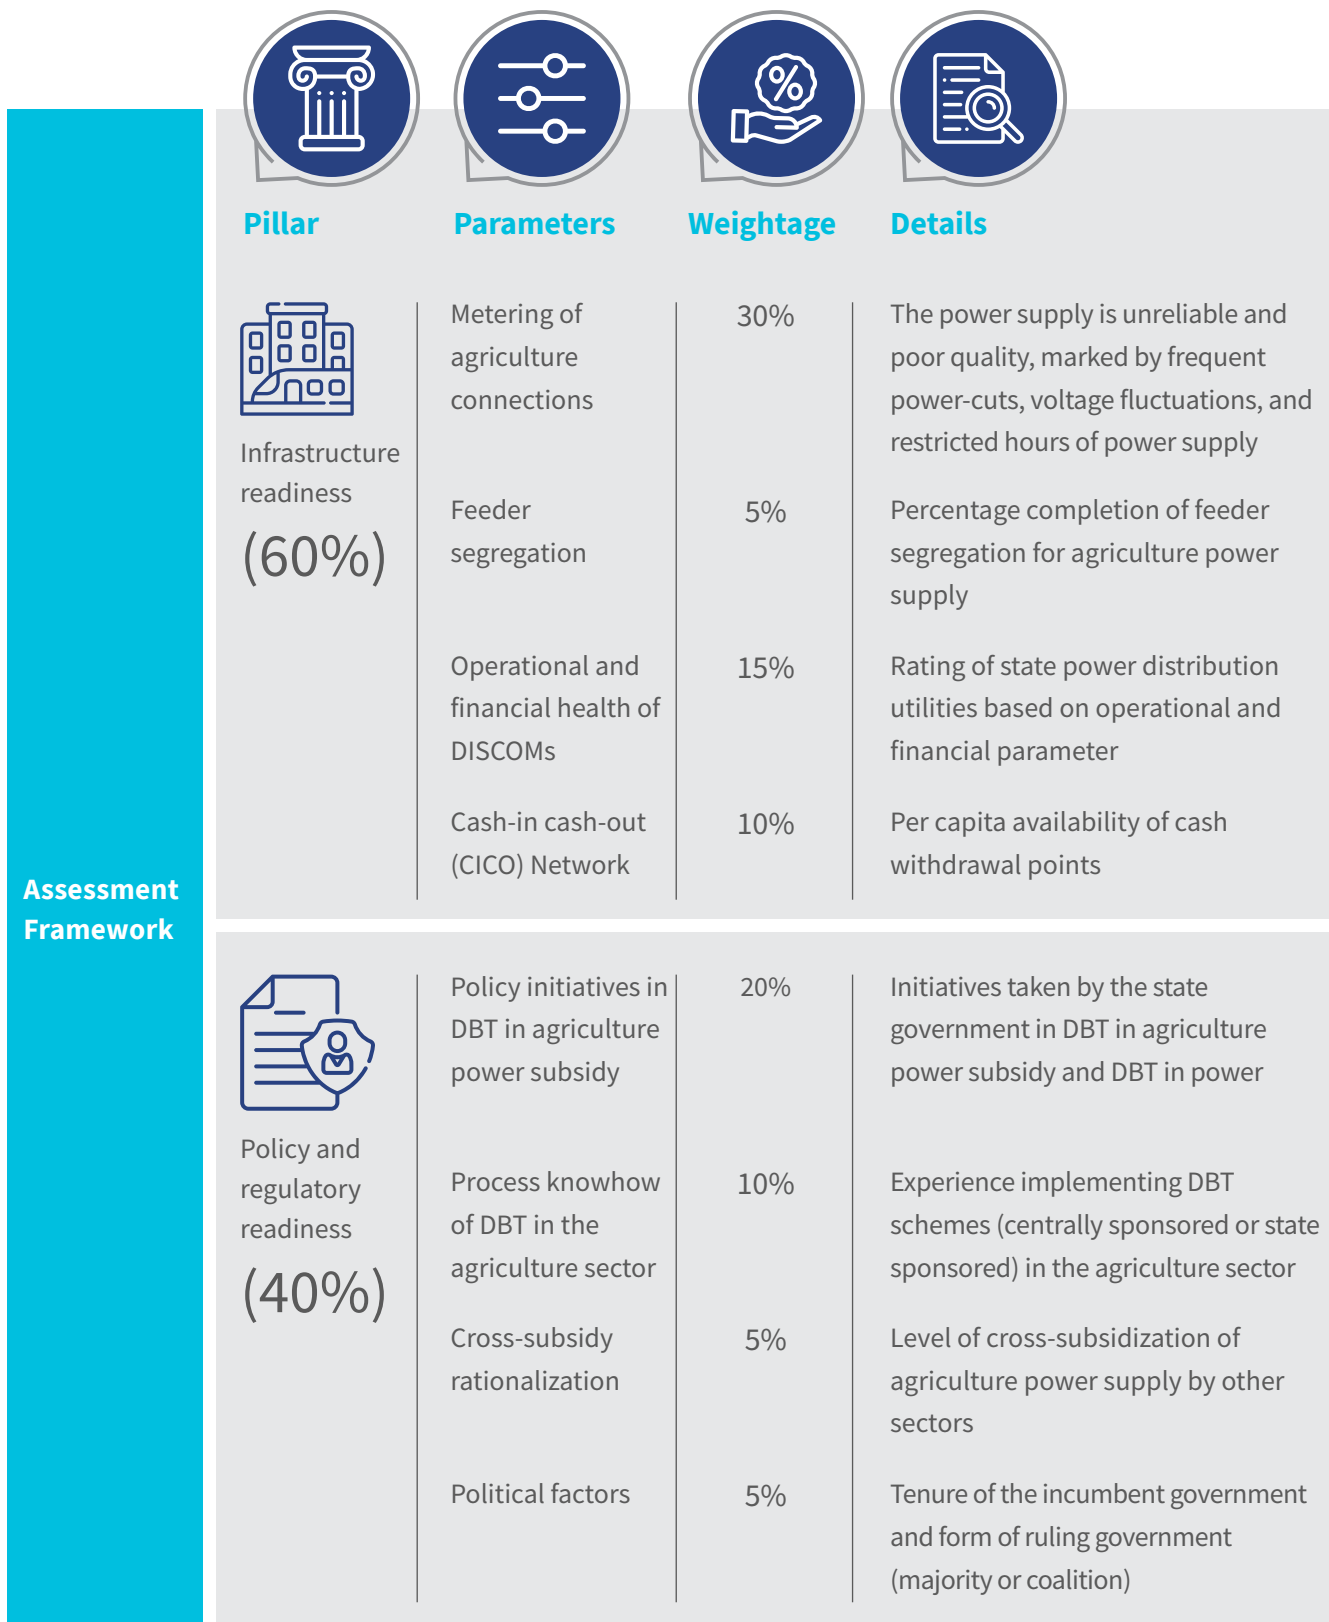 Pillar
Parameters
Weightage
Details
Assessment
Framework
Infrastructure
readiness
(60%)
Metering of
agriculture
connections
30%
The power supply is unreliable and
poor quality, marked by frequent
power-cuts, voltage fluctuations, and
restricted hours of power supply
Feeder
segregation
5%
Percentage completion of feeder
segregation for agriculture power
supply
Operational and
financial health of
DISCOMs
15%
Rating of state power distribution
utilities based on operational and
financial parameter
Cash-in cash-out
(CICO) Network
10%
Per capita availability of cash
withdrawal points
Policy and
regulatory
readiness
(40%)
Policy initiatives in
DBT in agriculture
power subsidy
20%
Initiatives taken by the state
government in DBT in agriculture
power subsidy and DBT in power
Process knowhow
of DBT in the
agriculture sector
10%
Experience implementing DBT
schemes (centrally sponsored or state
sponsored) in the agriculture sector
Cross-subsidy
rationalization
5%
Level of cross-subsidization of
agriculture power supply by other
sectors
Political factors
5%
Tenure of the incumbent government
and form of ruling government
(majority or coalition)